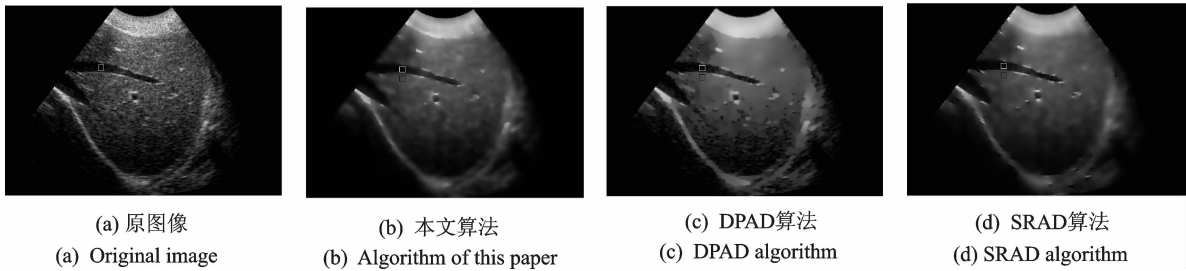 (a) 原图像
(a) Original image
(b) 本文算法
(b) Algorithm of this paper
(c) DPAD算法
(c) DPAD algorithm
(d) SRAD算法
(d) SRAD algorithm